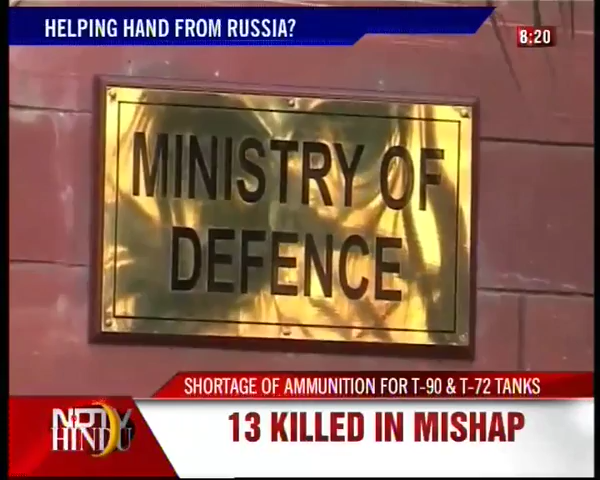 HELPING HAND FROM RUSSIA?
8:20
MINISTRY OF
DEFENCE
SHORTAGE OF AMMUNITION FOR T-90 & T-72 TANKS
NDTV
HINDU
13 KILLED IN MISHAP